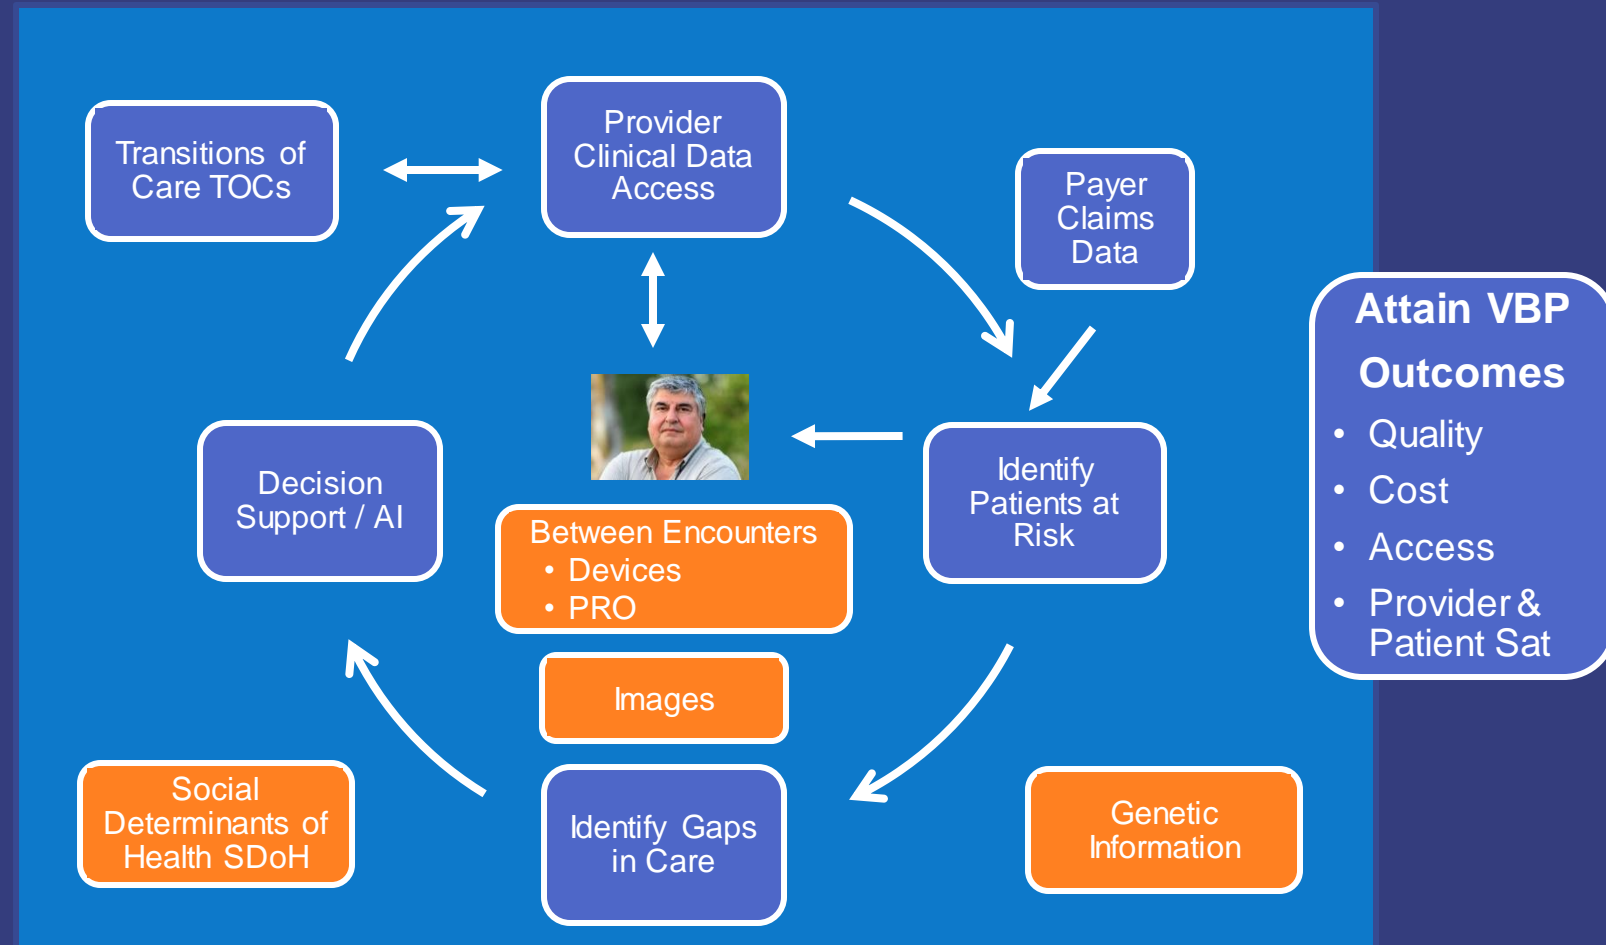 Transitions of
Care TOCs
Provider
Clinical Data
Access
Payer
Claims
Data
Attain VBP
Outcomes
• Quality
• Cost
• Access
• Provider &
Patient Sat
Decision
Support / AI
Between Encounters
• Devices
• PRO
Identify
Patients at
Risk
Images
Social
Determinants of
Health SDoH
Identify Gaps
in Care
Genetic
Information